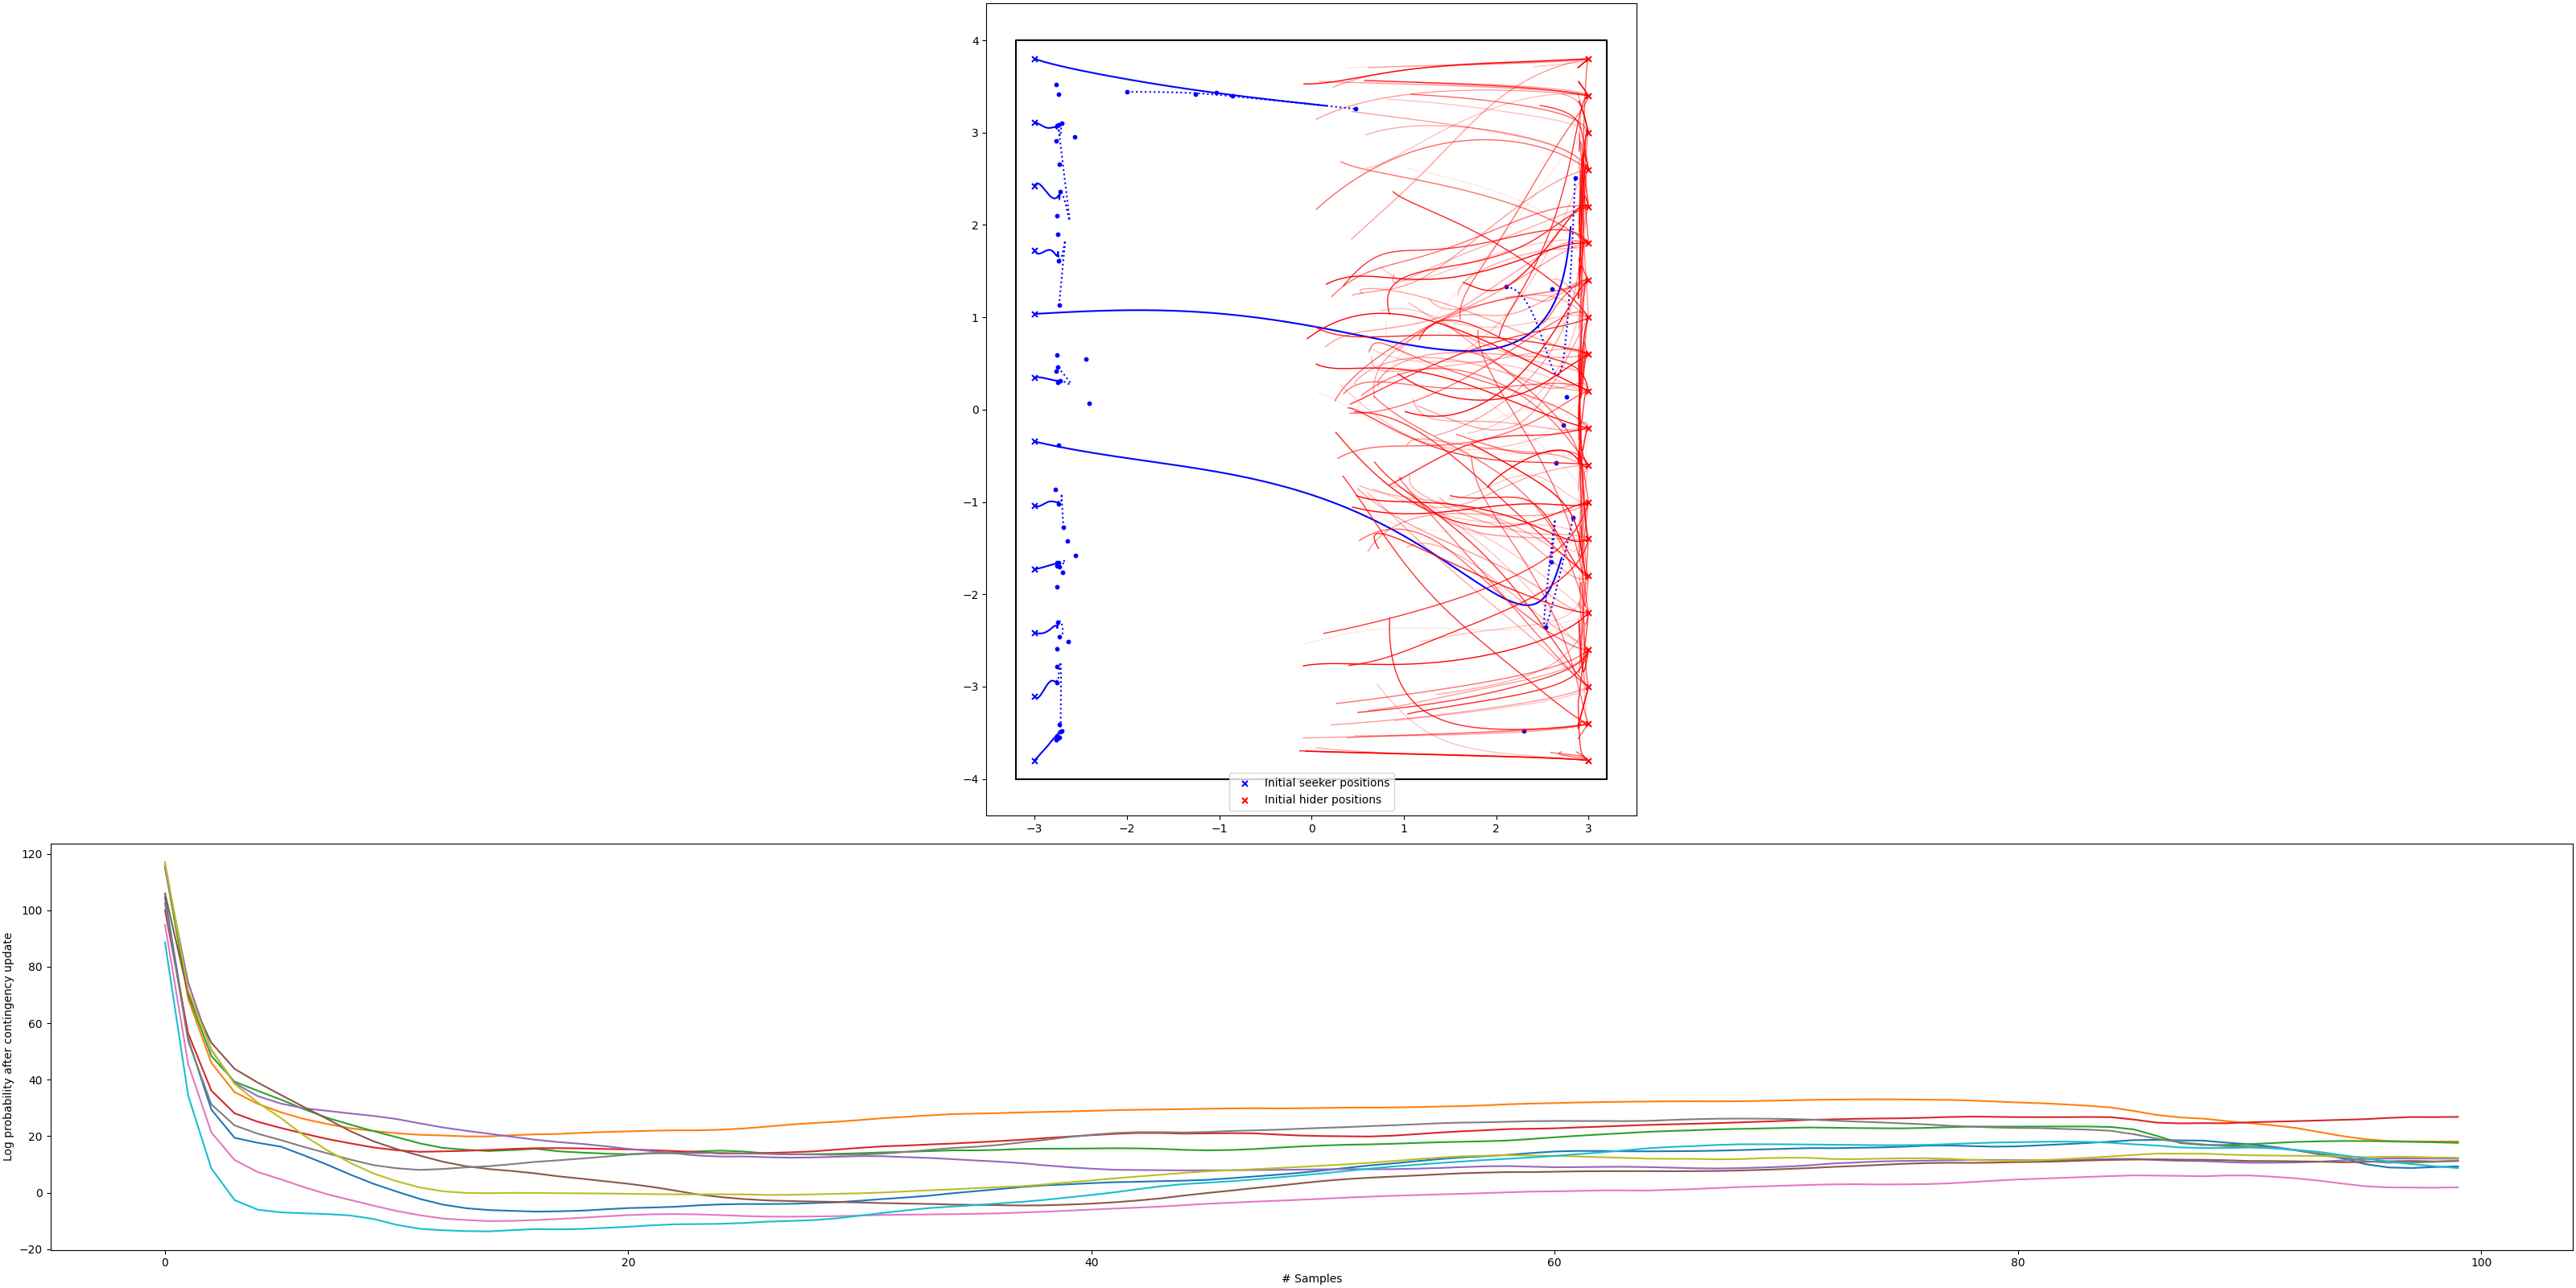 4
3
2
1
0
−1
−2
−3
−4
Initial seeker positions
Initial hider positions
−3 −2 −1 0 1 2 3
120
100
80
60
40
20
0
−20
Log probability after contingency update
0 20 40 60 80 100
# Samples